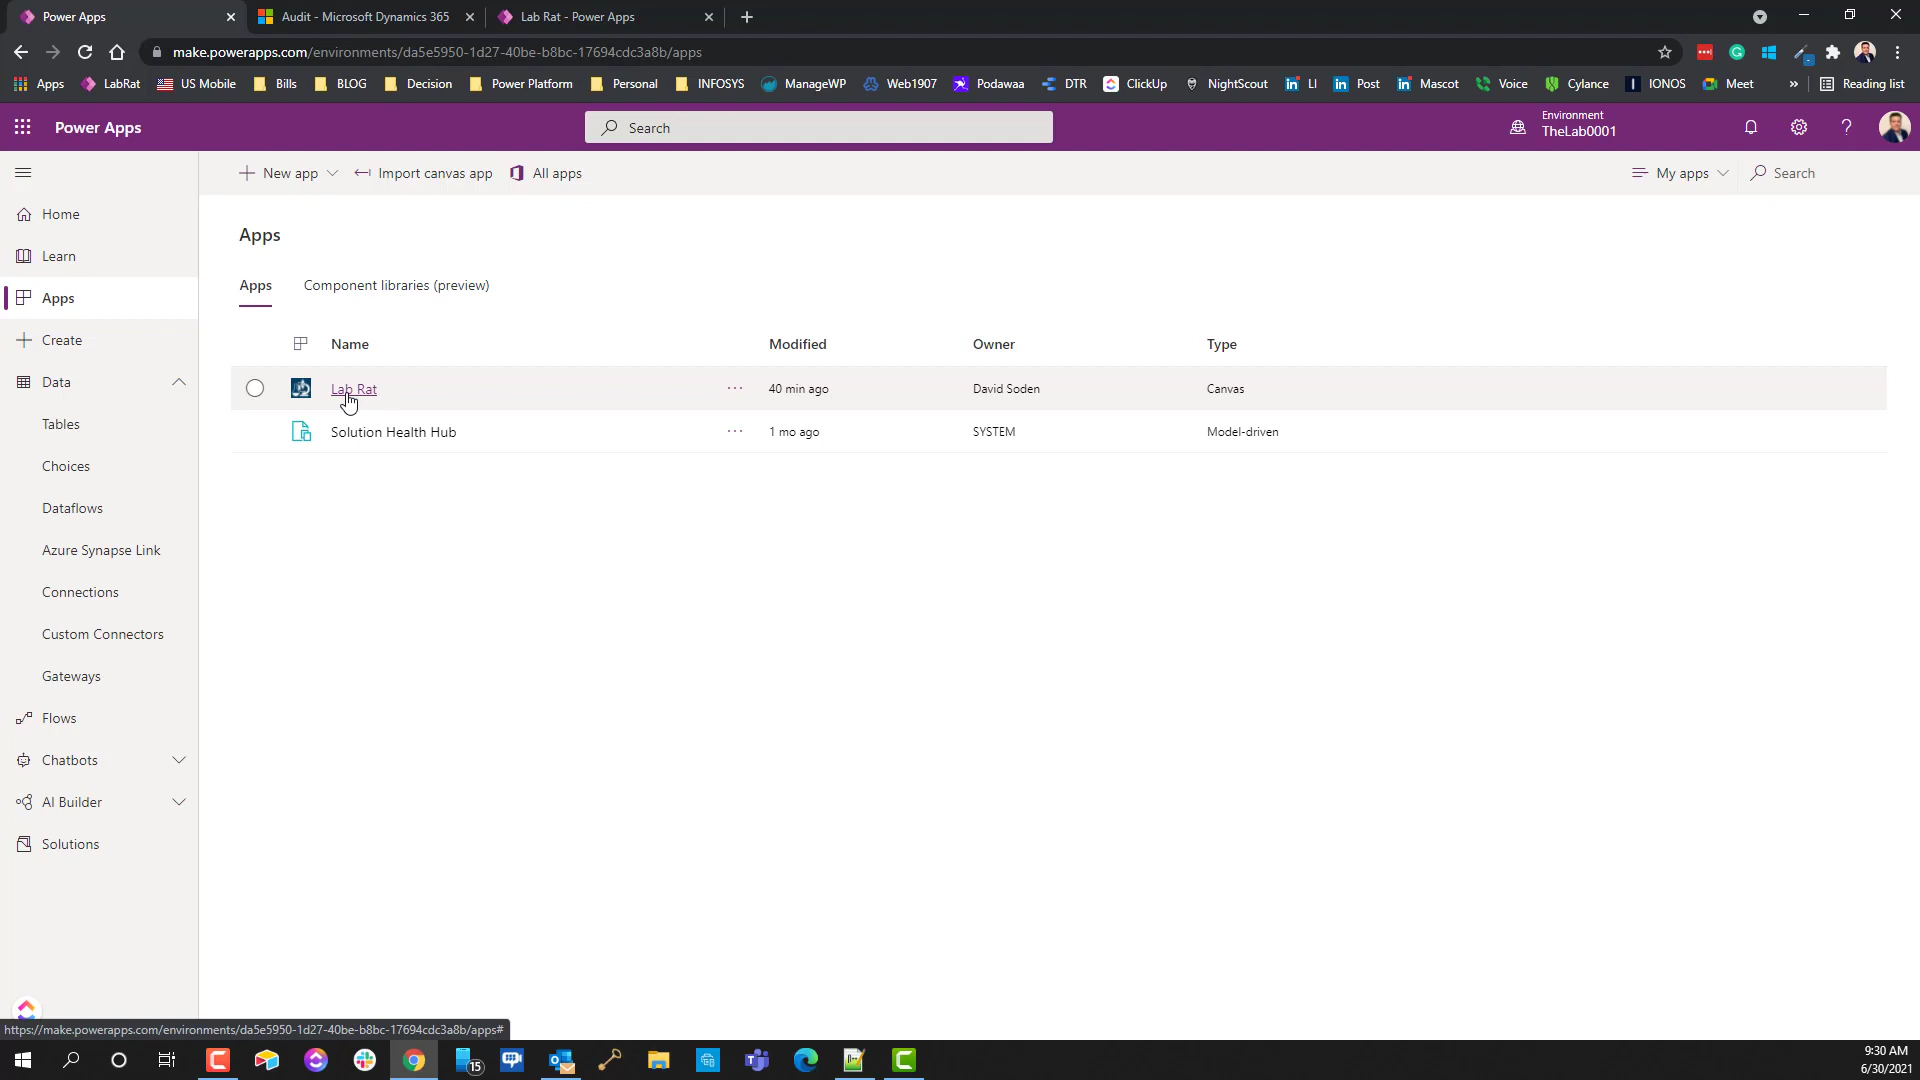 Power Apps
Audit - Microsoft Dynamics 365
Lab Rat - Power Apps
make.powerapps.com/environments/da5e5950-1d27-40be-b8bc-17694cdc3a8b/apps
Apps
LabRat
US Mobile
Bills
BLOG
Decision
Power Platform
Personal
INFOSYS
ManageWP
Web1907
Podawaa
DTR
ClickUp
NightScout
LI
Post
Mascot
Voice
Cylance
IONOS
Meet
»
Reading list
Power Apps
Search
Environment
TheLab0001
New app
Import canvas app
All apps
My apps
Search
Home
Learn
Apps
Create
Data
Tables
Choices
Dataflows
Azure Synapse Link
Connections
Custom Connectors
Gateways
Flows
Chatbots
AI Builder
Solutions
Apps
Apps
Component libraries (preview)
Name Modified Owner Type
Lab Rat ... 40 min ago David Soden Canvas
Solution Health Hub ... 1 mo ago SYSTEM Model-driven
https://make.powerapps.com/environments/da5e5950-1d27-40be-b8bc-17694cdc3a8b/apps#
15
9:30 AM
6/30/2021